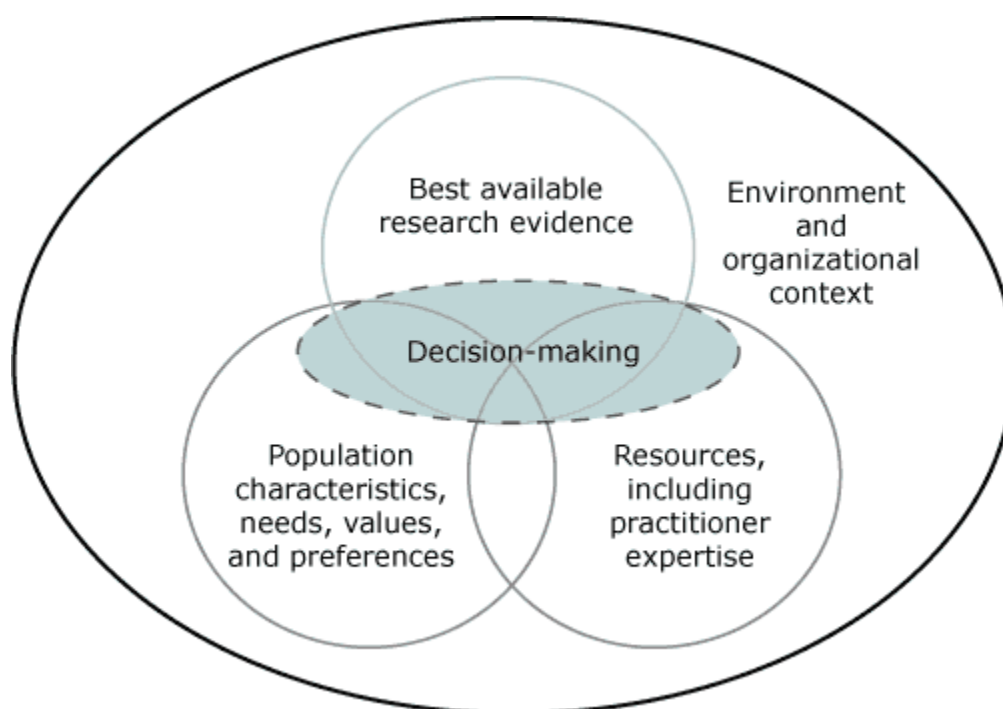 Best available
research evidence
Environment
and
organizational
context
Decision-making
Population
characteristics,
needs, values,
and preferences
Resources,
including
practitioner
expertise